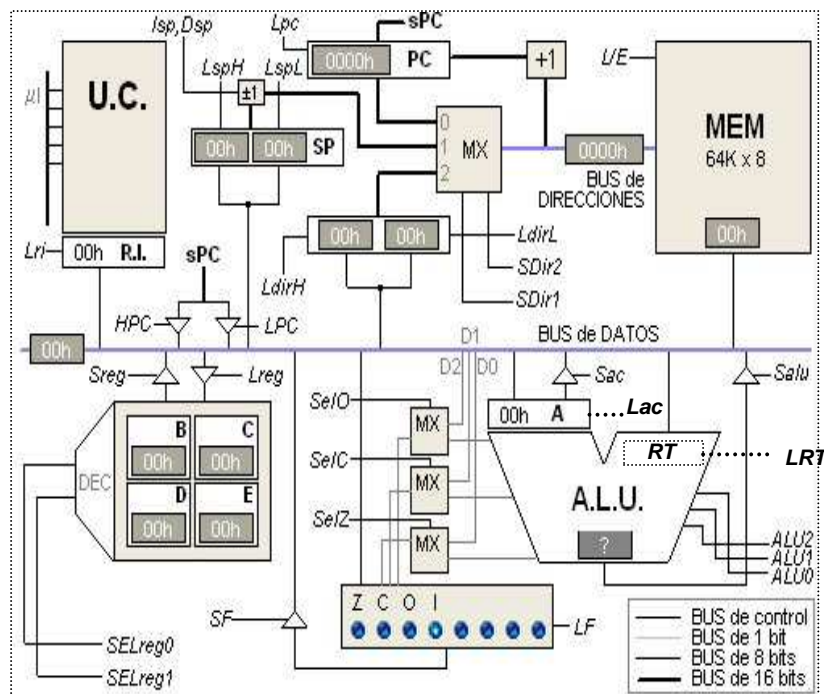 Isp,Dsp
Lpc
sPC
LspH
LspL
0000h PC
+1
L/E
µI
U.C.
±1
00h 00h SP
0
1
2
MX
0000h
BUS de
DIRECCIONES
MEM
64K x 8
00h
Lri
00h R.I.
sPC
00h 00h
LdirH
LdirL
SDir2
SDir1
HPC
LPC
00h
D1
BUS de DATOS
D2
D0
Sreg
Lreg
Sac
Salu
SelO
MX
00h A
Lac
RT
LRT
DEC
B
00h
C
00h
D
00h
E
00h
SelC
MX
SelZ
MX
A.L.U.
?
ALU2
ALU1
ALU0
Z C O I
SF
LF
SELreg0
SELreg1
BUS de control
BUS de 1 bit
BUS de 8 bits
BUS de 16 bits